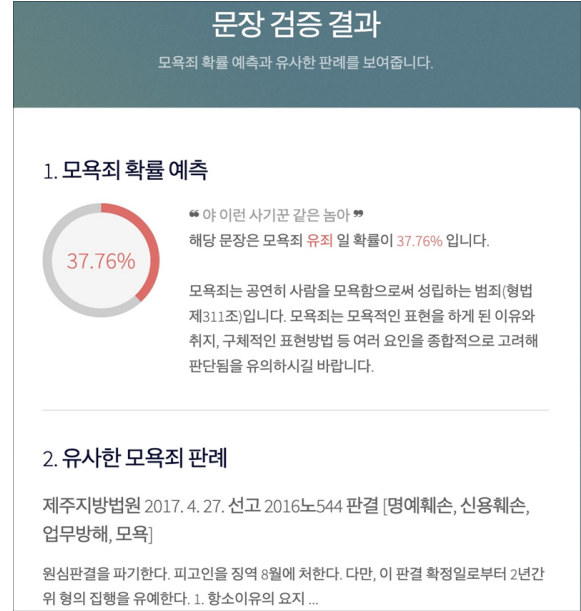 문장 검증 결과
모욕죄 확률 예측과 유사한 판례를 보여줍니다.
1. 모욕죄 확률 예측
37.76%
❝ 야 이런 사기꾼 같은 놈아 ❞
해당 문장은 모욕죄 유죄 일 확률이 37.76% 입니다.
모욕죄는 공연히 사람을 모욕함으로써 성립하는 범죄(형법
제311조)입니다. 모욕죄는 모욕적인 표현을 하게 된 이유와
취지, 구체적인 표현방법 등 여러 요인을 종합적으로 고려해
판단됨을 유의하시길 바랍니다.
2. 유사한 모욕죄 판례
제주지방법원 2017. 4. 27. 선고 2016노544 판결 [명예훼손, 신용훼손,
업무방해, 모욕]
원심판결을 파기한다. 피고인을 징역 8월에 처한다. 다만, 이 판결 확정일로부터 2년간
위 형의 집행을 유예한다. 1. 항소이유의 요지 ...